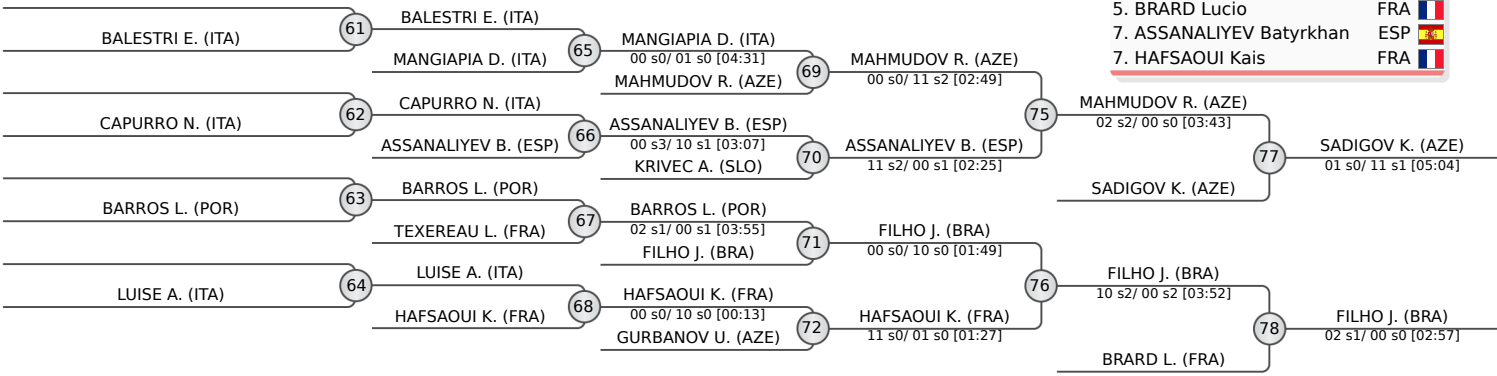 5. BRARD Lucio FRA
7. ASSANALIYEV Batyrkhan ESP
7. HAFSAOUI Kais FRA
BALESTRI E. (ITA)
61
BALESTRI E. (ITA)
MANGIAPIA D. (ITA)
65
MANGIAPIA D. (ITA)
00 s0/ 01 s0 [04:31]
MAHMUDOV R. (AZE)
69
MAHMUDOV R. (AZE)
00 s0/ 11 s2 [02:49]
CAPURRO N. (ITA)
62
CAPURRO N. (ITA)
ASSANALIYEV B. (ESP)
66
ASSANALIYEV B. (ESP)
00 s3/ 10 s1 [03:07]
KRIVEC A. (SLO)
70
ASSANALIYEV B. (ESP)
11 s2/ 00 s1 [02:25]
75
MAHMUDOV R. (AZE)
02 s2/ 00 s0 [03:43]
SADIGOV K. (AZE)
77
SADIGOV K. (AZE)
01 s0/ 11 s1 [05:04]
BARROS L. (POR)
63
BARROS L. (POR)
TEXEREAU L. (FRA)
67
BARROS L. (POR)
02 s1/ 00 s1 [03:55]
FILHO J. (BRA)
71
FILHO J. (BRA)
00 s0/ 10 s0 [01:49]
LUISE A. (ITA)
64
LUISE A. (ITA)
HAFSAOUI K. (FRA)
68
HAFSAOUI K. (FRA)
00 s0/ 10 s0 [00:13]
GURBANOV U. (AZE)
72
HAFSAOUI K. (FRA)
11 s0/ 01 s0 [01:27]
76
FILHO J. (BRA)
10 s2/ 00 s2 [03:52]
BRARD L. (FRA)
78
FILHO J. (BRA)
02 s1/ 00 s0 [02:57]